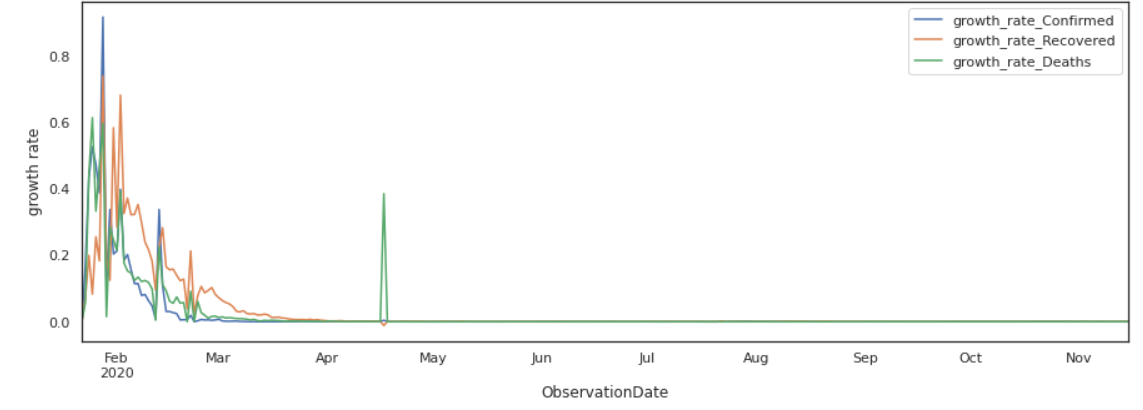 growth_rate_Confirmed
growth_rate_Recovered
growth_rate_Deaths
growth rate
0.8
0.6
0.4
0.2
0.0
Feb Mar Apr May Jun Jul Aug Sep Oct Nov
2020
ObservationDate